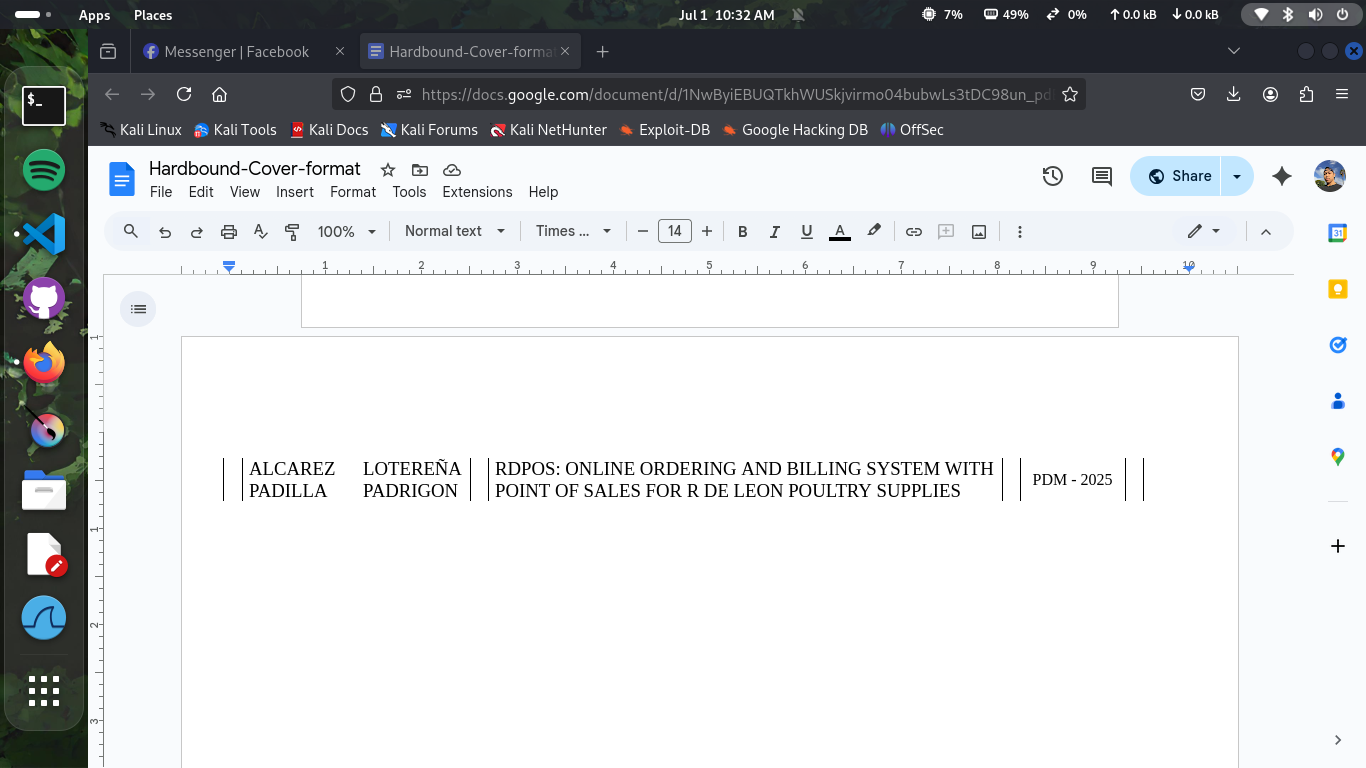 Apps Places Jul 1 10:32 AM 7% 49% 0% 0.0 kB 0.0 kB
Messenger | Facebook Hardbound-Cover-forma
https://docs.google.com/document/d/1NwByiEBUQTkhWUSkjvirmo04bubwLs3tDC98un_pd
Kali Linux Kali Tools Kali Docs Kali Forums Kali NetHunter Exploit-DB Google Hacking DB OffSec
Hardbound-Cover-format
File Edit View Insert Format Tools Extensions Help
Share
100% Normal text Times ... 14 B I U A
1 2 3 4 5 6 7 8 9 10
1
ALCAREZ LOTEREÑA RDPOS: ONLINE ORDERING AND BILLING SYSTEM WITH
PADILLA PADRIGON POINT OF SALES FOR R DE LEON POULTRY SUPPLIES
PDM - 2025
1
2
3
$_
31